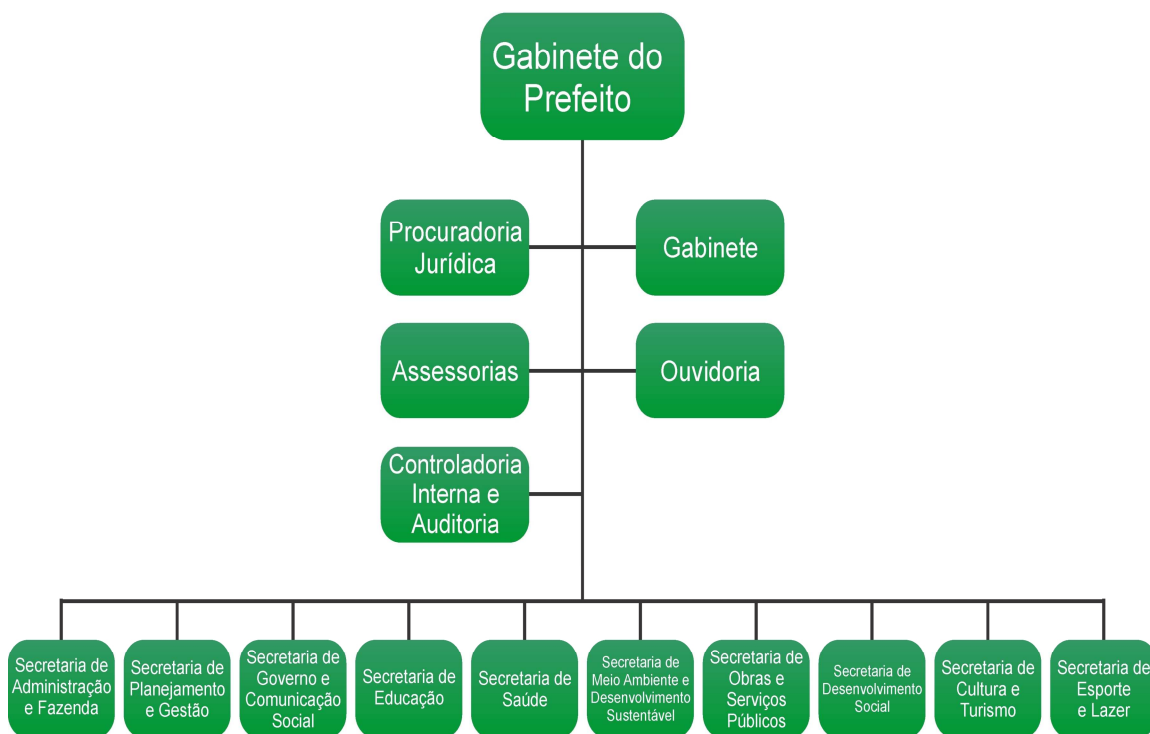 Gabinete do
Prefeito
Procuradoria
Jurídica
Gabinete
Assessorias
Ouvidoria
Controladoria
Interna e
Auditoria
Secretaria de
Administração
e Fazenda
Secretaria de
Planejamento
e Gestão
Secretaria de
Governo e
Comunicação
Social
Secretaria de
Educação
Secretaria de
Saúde
Secretaria de
Meio Ambiente e
Desenvolvimento
Sustentável
Secretaria de
Obras e
Serviços
Públicos
Secretaria de
Desenvolvimento
Social
Secretaria de
Cultura e
Turismo
Secretaria de
Esporte
e Lazer